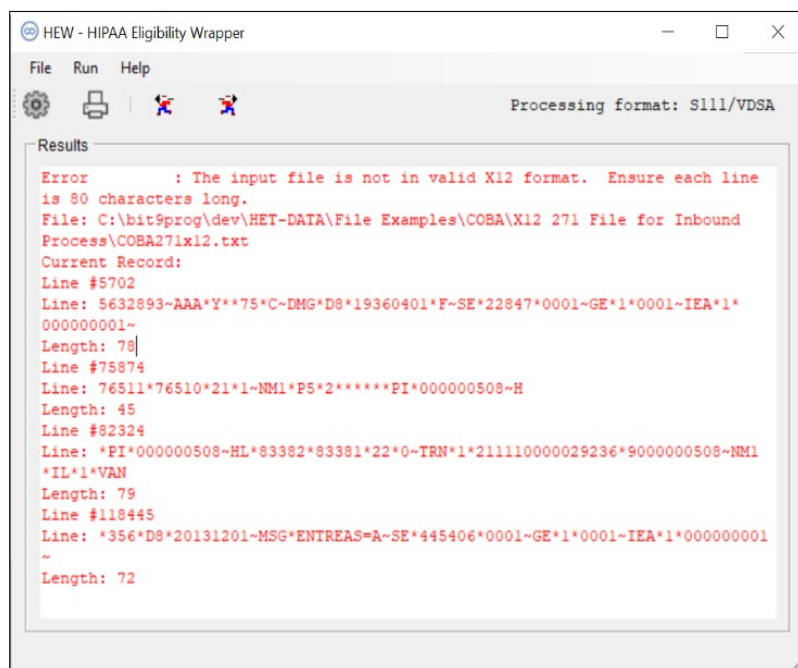 HEW - HIPAA Eligibility Wrapper
File Run Help
Processing format: S111/VDSA
Results
Error          : The input file is not in valid X12 format.  Ensure each line
is 80 characters long.
File: C:\bit9prog\dev\HET-DATA\File Examples\COBA\X12 271 File for Inbound
Process\COBA271x12.txt
Current Record:
Line #5702
Line: 5632893~AAA*Y**75*C~DMG*D8*19360401*F~SE*22847*0001~GE*1*0001~IEA*1*
000000001~
Length: 78
Line #75874
Line: 76511*76510*21*1~NM1*P5*2******PI*000000508~H
Length: 45
Line #82324
Line: *PI*000000508~HL*83382*83381*22*0~TRN*1*211110000029236*9000000508~NM1
*IL*1*VAN
Length: 79
Line #118445
Line: *356*D8*20131201~MSG*ENTREAS=A~SE*445406*0001~GE*1*0001~IEA*1*000000001
~
Length: 72